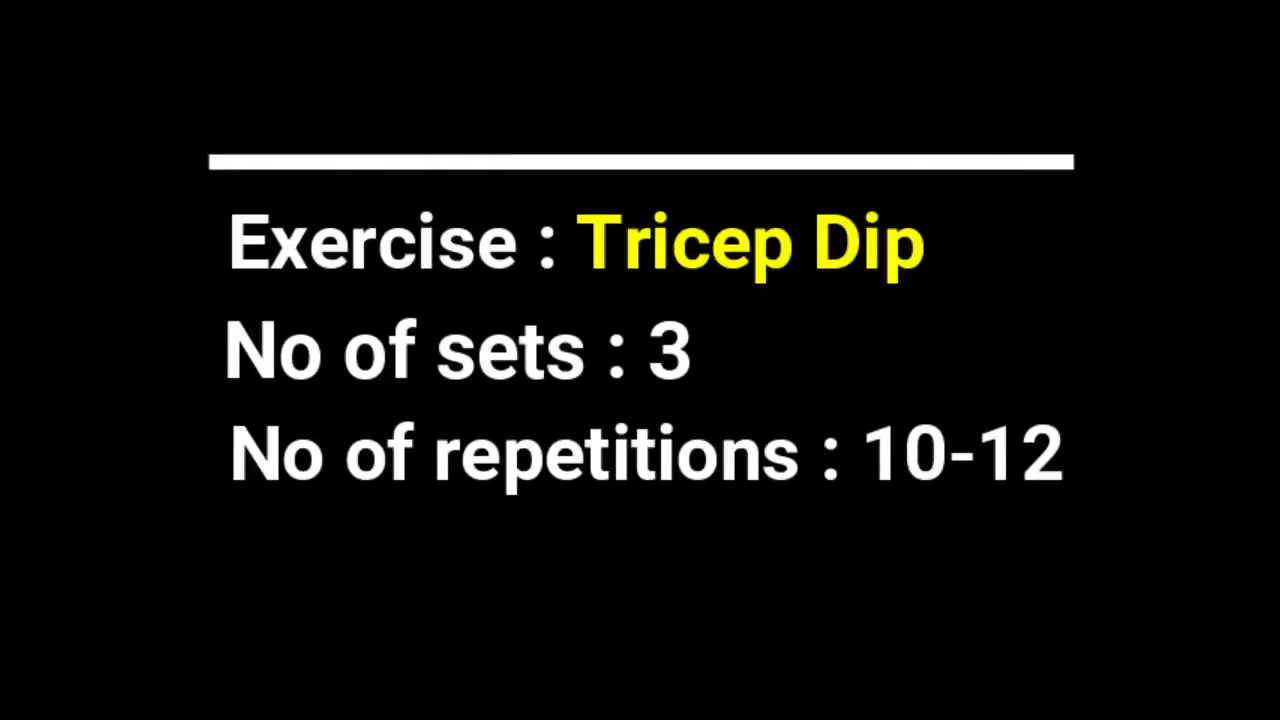 Exercise : Tricep Dip
No of sets : 3
No of repetitions : 10-12